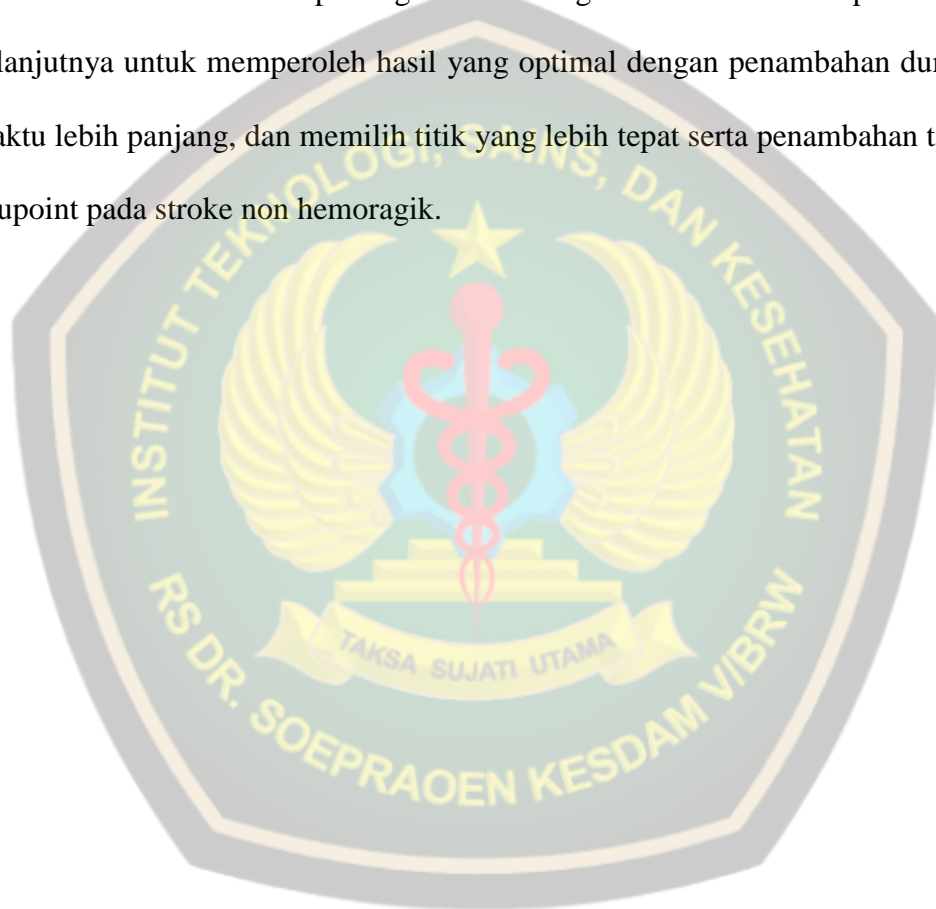 lanjutnya untuk memperoleh hasil yang optimal dengan penambahan
aktu lebih panjang, dan memilih titik yang lebih tepat serta penambahan
upoint pada stroke non hemoragik.
INSTITUT TEKNOLOGI, SAINS, DAN KESEHATAN
TAKSA SUJATI UTAMA
RS DR. SOEPRAOEN KESDAM V/BRW